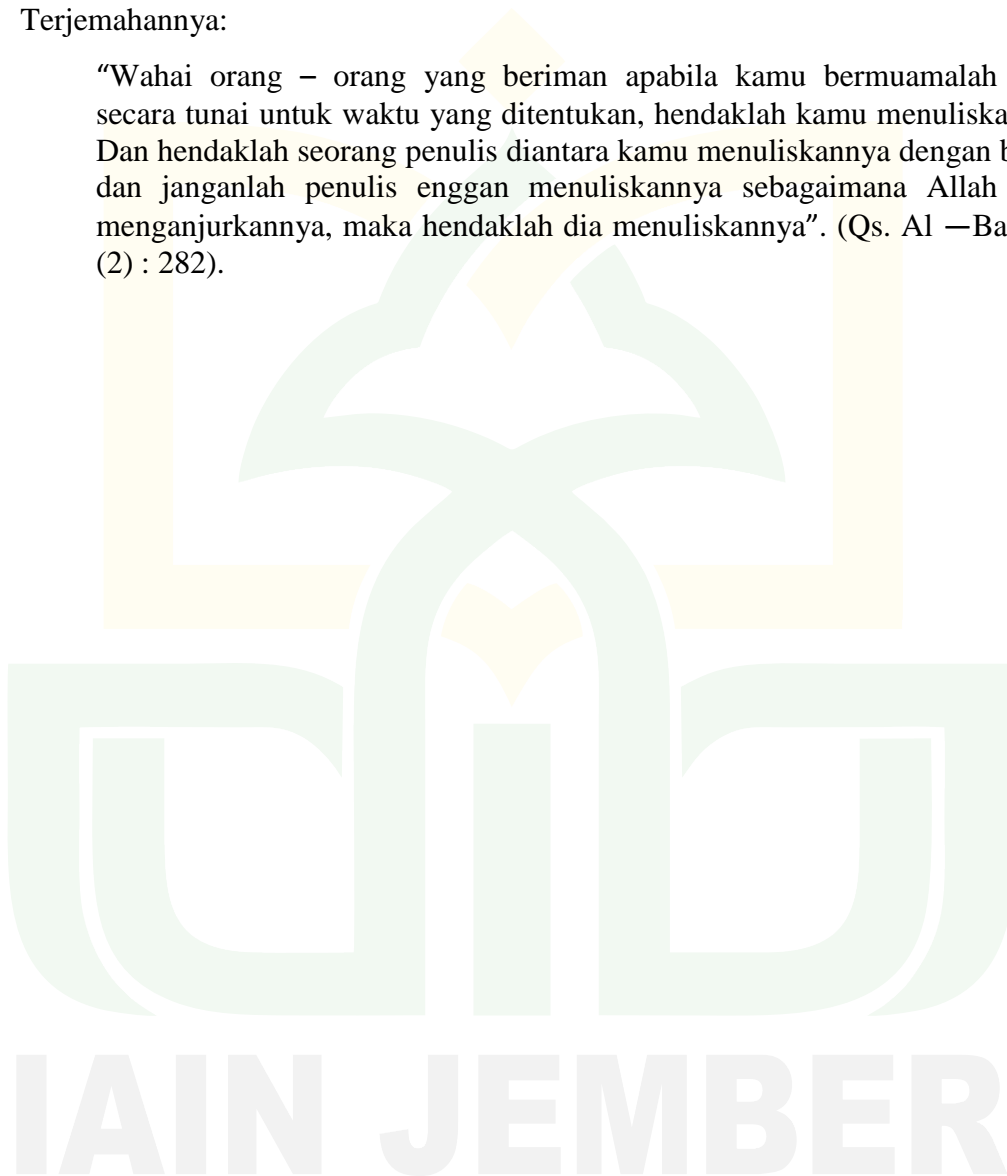 Terjemahannya:
“Wahai orang – orang yang beriman apabila kamu bermuamalah
secara tunai untuk waktu yang ditentukan, hendaklah kamu
Dan hendaklah seorang penulis diantara kamu menuliskannya dengan
dan janganlah penulis enggan menuliskannya sebagaimana Allah
menganjurkannya, maka hendaklah dia menuliskannya”. (Qs. Al —
(2) : 282).
IAIN JEMBER